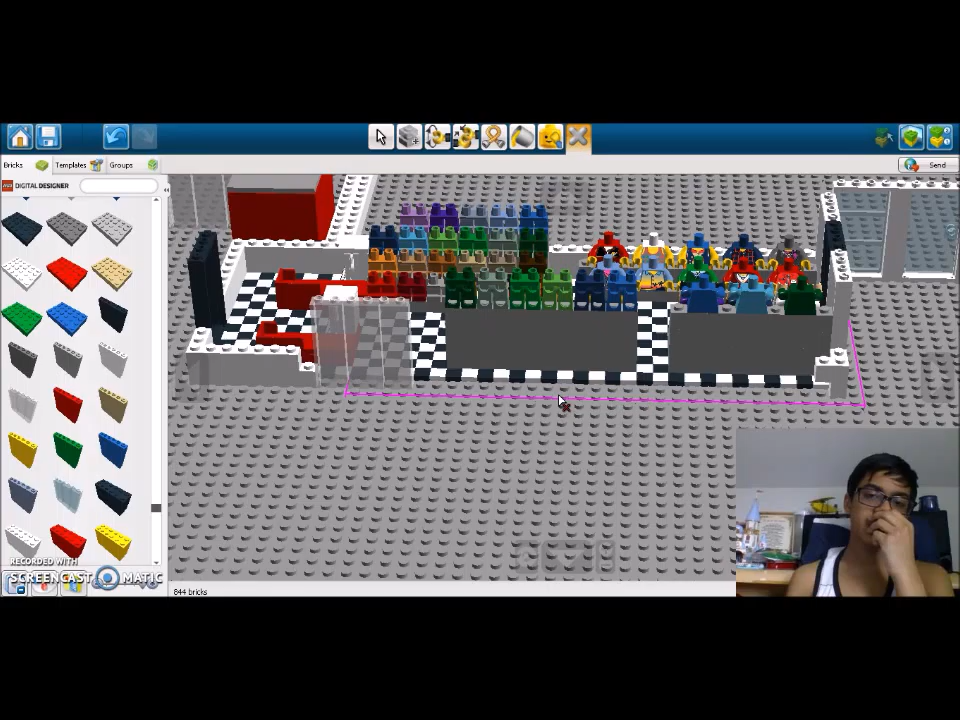 Bricks Templates Groups Send
DIGITAL DESIGNER
RECORDED WITH
SCREENCAST MATIC
844 bricks